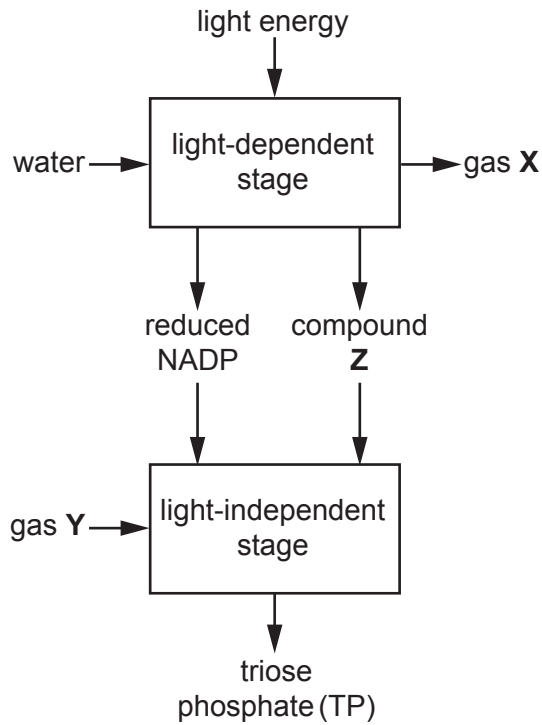 light energy
water
light-dependent
stage
gas X
reduced
NADP
compound
Z
gas Y
light-independent
stage
triose
phosphate (TP)